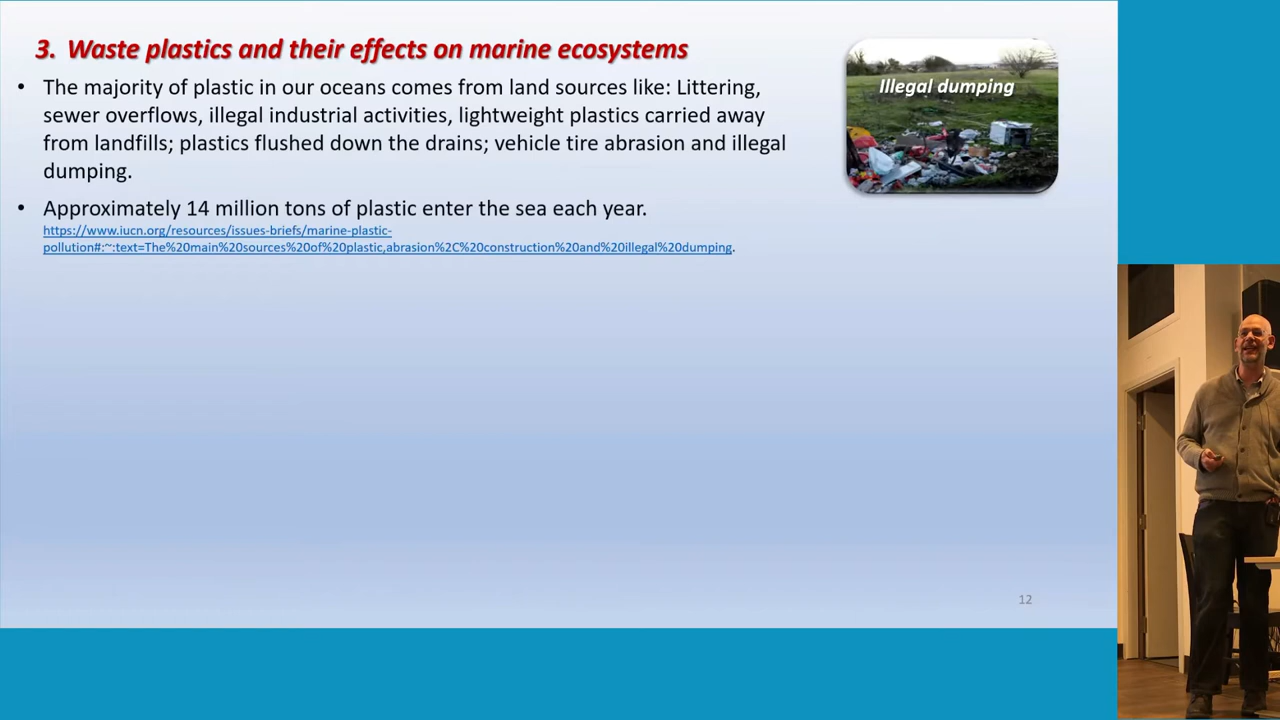 3. Waste plastics and their effects on marine ecosystems
• The majority of plastic in our oceans comes from land sources like: Littering,
sewer overflows, illegal industrial activities, lightweight plastics carried away
from landfills; plastics flushed down the drains; vehicle tire abrasion and illegal
dumping.
• Approximately 14 million tons of plastic enter the sea each year.
https://www.iucn.org/resources/issues-briefs/marine-plastic-
pollution#:~:text=The%20main%20sources%20of%20plastic,abrasion%2C%20construction%20and%20illegal%20dumping.
Illegal dumping
12